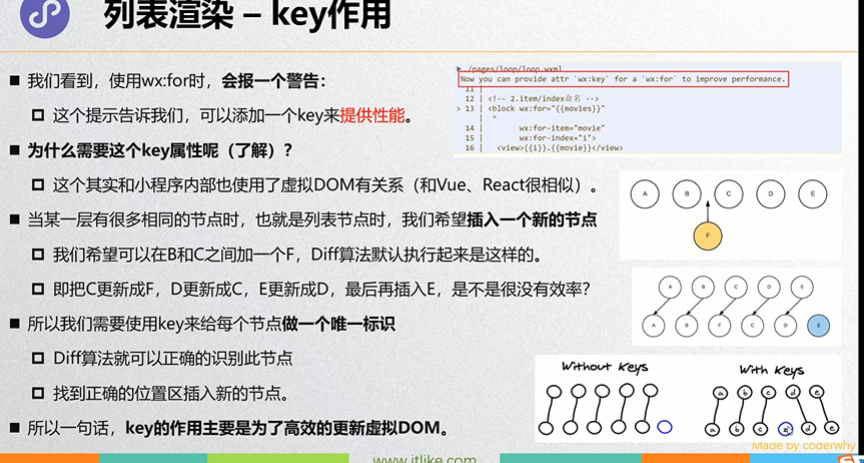 列表渲染 – key作用
■ 我们看到，使用wx:for时，会报一个警告：
这个提示告诉我们，可以添加一个key来提供性能。
■ 为什么需要这个key属性呢（了解）？
这个其实和小程序内部也使用了虚拟DOM有关系（和Vue、React很相似）。
■ 当某一层有很多相同的节点时，也就是列表节点时，我们希望插入一个新的节点
我们希望可以在B和C之间加一个F，Diff算法默认执行起来是这样的。
即把C更新成F，D更新成C，E更新成D，最后再插入E，是不是很没有效率？
■ 所以我们需要使用key来给每个节点做一个唯一标识
Diff算法就可以正确的识别此节点
找到正确的位置区插入新的节点。
■ 所以一句话，key的作用主要是为了高效的更新虚拟DOM。
./pages/loop/loop.wxml
Now you can provide attr `wx:key` for a `wx:for` to improve performance.
11 |
12 | <!-- 2.item/index命名 -->
> 13 | <block wx:for="{{movies}}"
| ^
14 | wx:for-item="movie"
15 | wx:for-index="i">
16 | <view>{{i}}.{{movie}}</view>
A B C D E
F
A B C D E
A B F C D E
Without keys
With keys
a b c d e
a b c d e
Made by coderwhy
www.itlike.com